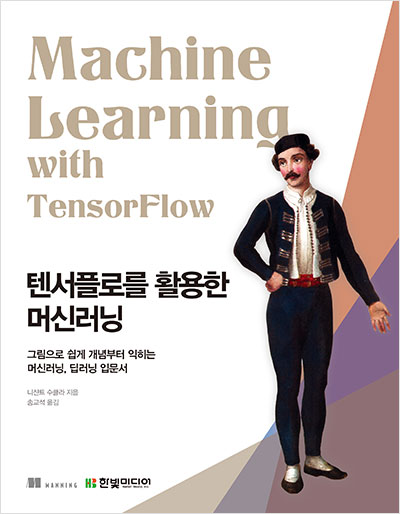 Machine
Learning
with
TensorFlow
텐서플로를 활용한
머신러닝
그림으로 쉽게 개념부터 익히는
머신러닝, 딥러닝 입문서
니샨트 수클라 지음
송교석 옮김
MANNING
한빛미디어